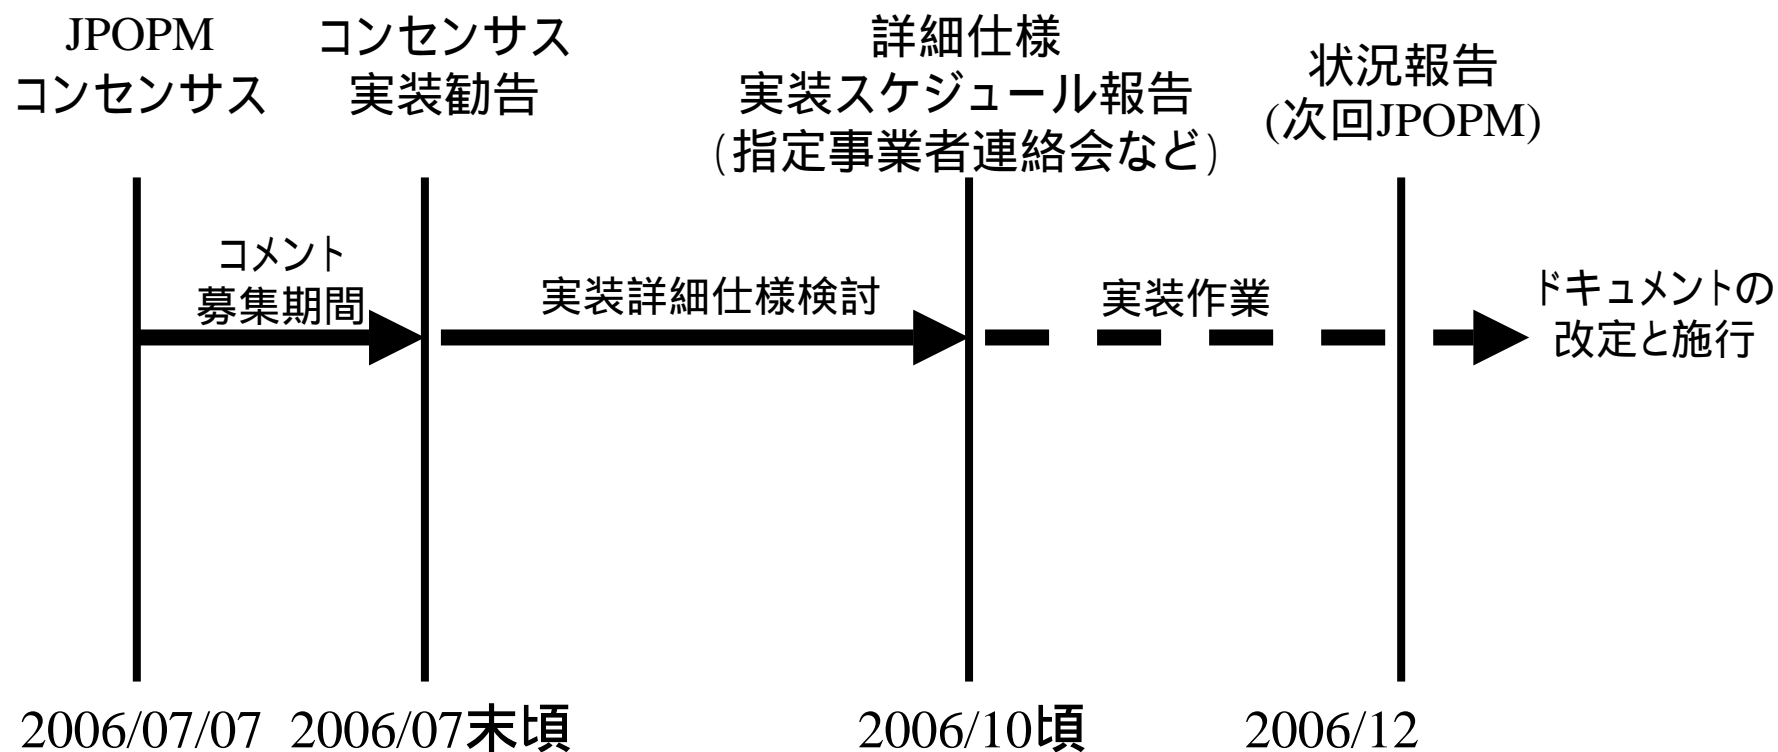 JPOPM
コンセンサス
コンセンサス
実装勧告
詳細仕様
実装スケジュール報告
(指定事業者連絡会など)
状況報告
(次回JPOPM)
コメント
募集期間
実装詳細仕様検討
実装作業
ドキュメントの
改定と施行
2006/07/07
2006/07末頃
2006/10頃
2006/12